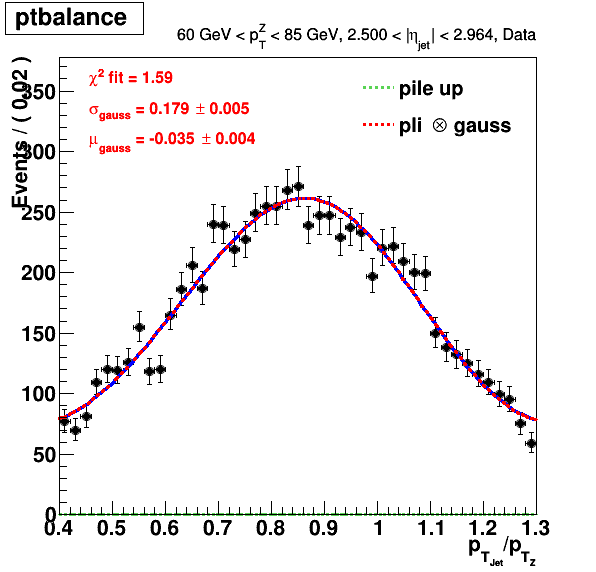 ptbalance
60 GeV < p_T^Z < 85 GeV, 2.500 < |η_jet| < 2.964, Data
χ² fit = 1.59
σ_gauss = 0.179 ± 0.005
μ_gauss = -0.035 ± 0.004
pile up
pli ⊗ gauss
Events / ( 0.02 )
350
300
250
200
150
100
50
0
0.4 0.5 0.6 0.7 0.8 0.9 1 1.1 1.2 1.3
p_T_Jet/p_T_Z